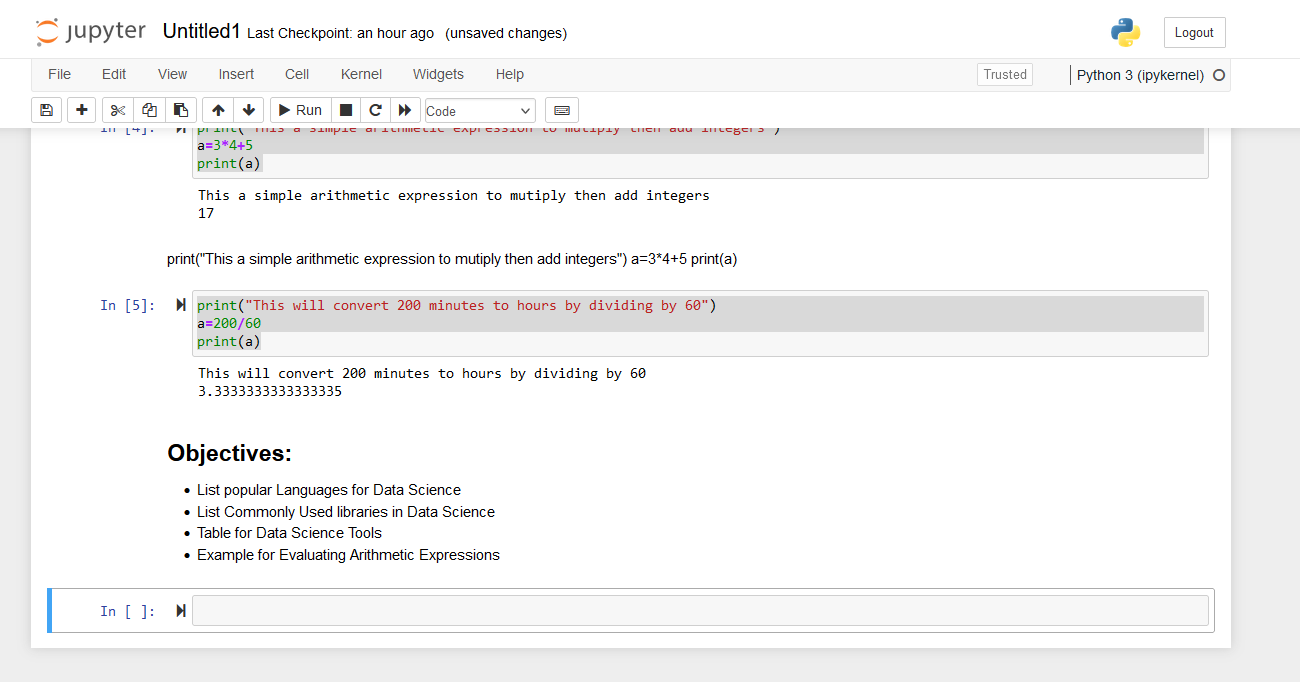 jupyter Untitled1 Last Checkpoint: an hour ago (unsaved changes) Logout
File Edit View Insert Cell Kernel Widgets Help Trusted Python 3 (ipykernel)
Run Code
In [4]: print("This a simple arithmetic expression to mutiply then add integers")
a=3*4+5
print(a)
This a simple arithmetic expression to mutiply then add integers
17
print("This a simple arithmetic expression to mutiply then add integers") a=3*4+5 print(a)
In [5]: print("This will convert 200 minutes to hours by dividing by 60")
a=200/60
print(a)
This will convert 200 minutes to hours by dividing by 60
3.3333333333333335
Objectives:
• List popular Languages for Data Science
• List Commonly Used libraries in Data Science
• Table for Data Science Tools
• Example for Evaluating Arithmetic Expressions
In [ ]: